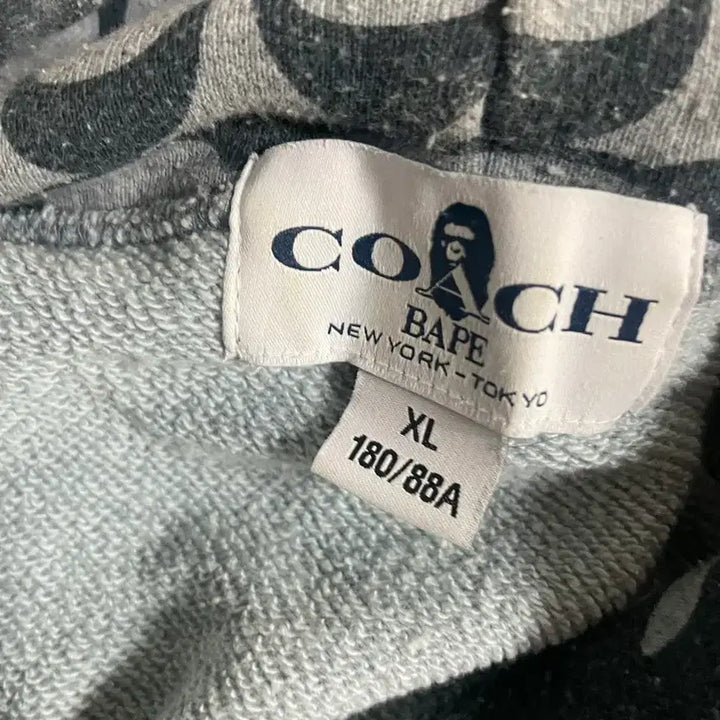 COACH
BAPE
NEW YORK - TOKYO
XL
180/88A